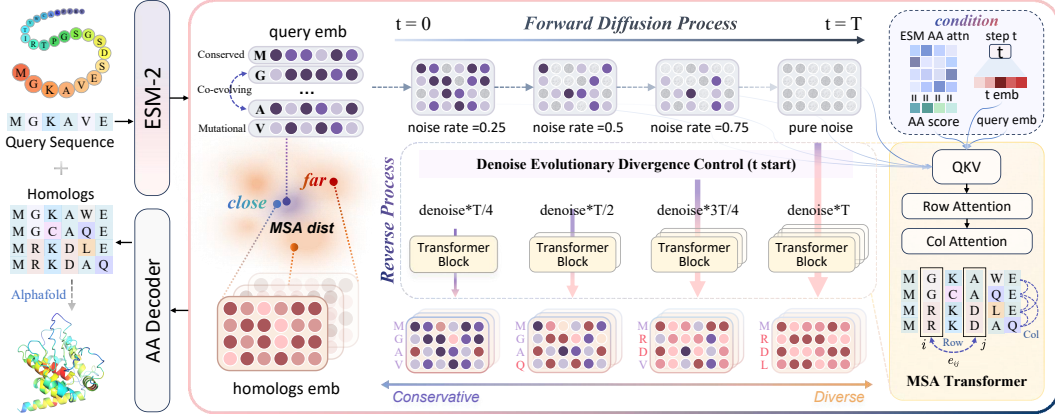 M G K A V E S D S G S G P T R I T
M G K A V E
Query Sequence
+
Homologs
M G K A W E
M G C A Q E
M R K D L E
M R K D A Q
Alphafold
ESM-2
AA Decoder
query emb
Conserved M
G
Co-evolving ...
A
Mutational V
close
far
MSA dist
homologs emb
t = 0 Forward Diffusion Process t = T
noise rate =0.25 noise rate =0.5 noise rate =0.75 pure noise
Reverse Process
Denoise Evolutionary Divergence Control (t start)
denoise*T/4 denoise*T/2 denoise*3T/4 denoise*T
Transformer Block
Transformer Block
Transformer Block
Transformer Block
M G A V
M G A Q
M R D V
M R D L
Conservative Diverse
condition
ESM AA attn step t
t
t emb
AA score query emb
QKV
Row Attention
Col Attention
M G K A W E
M G C A Q E
M R K D L E
M R K D A Q
i Row j Col
eij
MSA Transformer